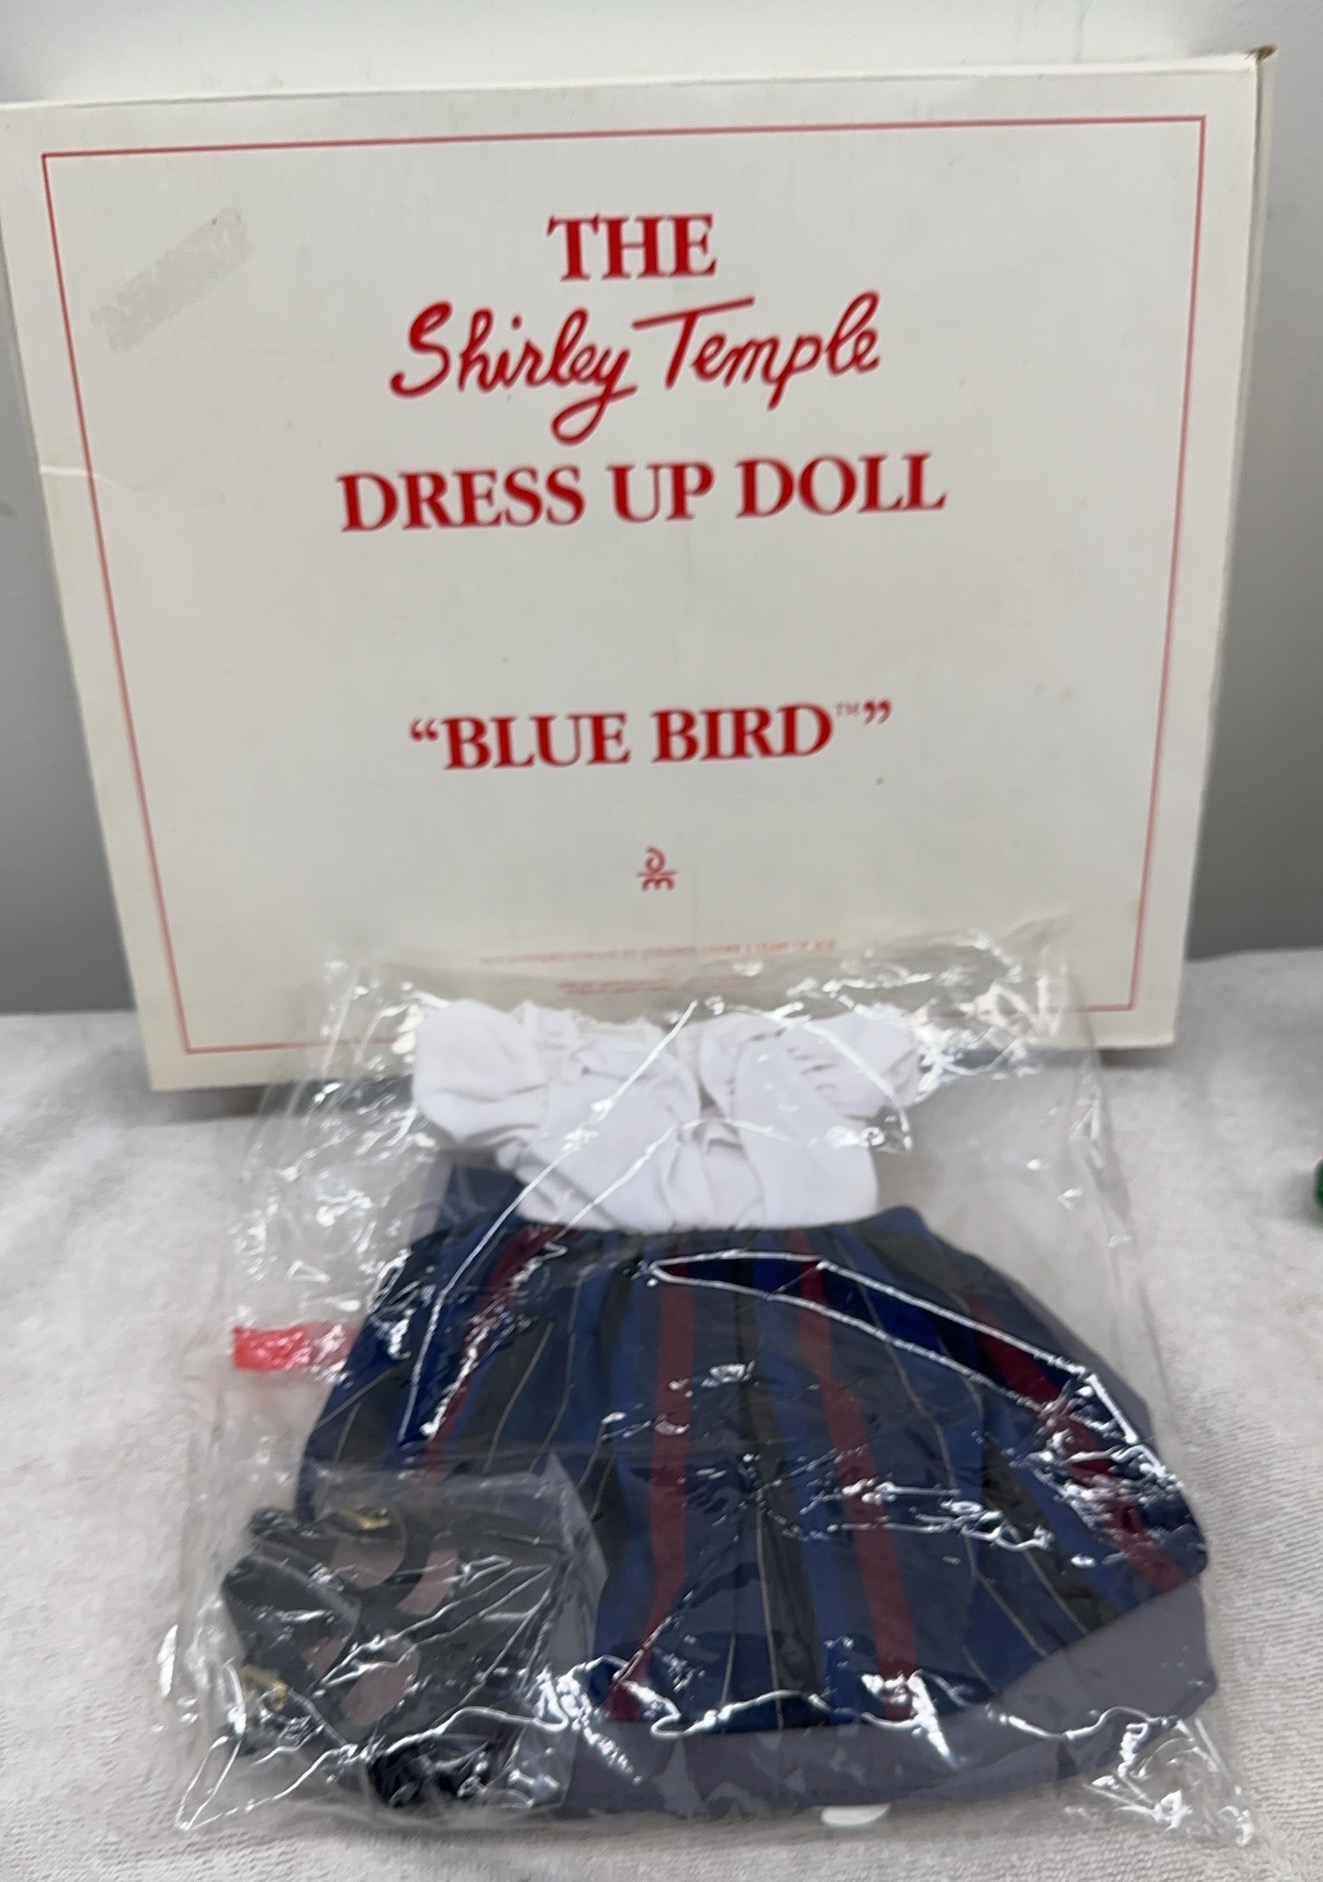 THE
Shirley Temple
DRESS UP DOLL
“BLUE BIRD™”